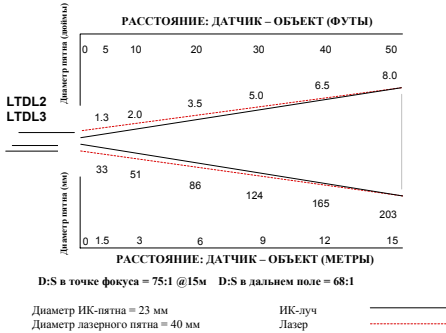 РАССТОЯНИЕ: ДАТЧИК – ОБЪЕКТ (ФУТЫ)
Диаметр пятна (дюймы)
0 5 10 20 30 40 50
8.0
6.5
5.0
3.5
2.0
1.3
LTDL2
LTDL3
33
51
86
124
165
203
Диаметр пятна (мм)
0 1.5 3 6 9 12 15
РАССТОЯНИЕ: ДАТЧИК – ОБЪЕКТ (МЕТРЫ)
D:S в точке фокуса = 75:1 @15м D:S в дальнем поле = 68:1
Диаметр ИК-пятна = 23 мм ИК-луч
Диаметр лазерного пятна = 40 мм Лазер